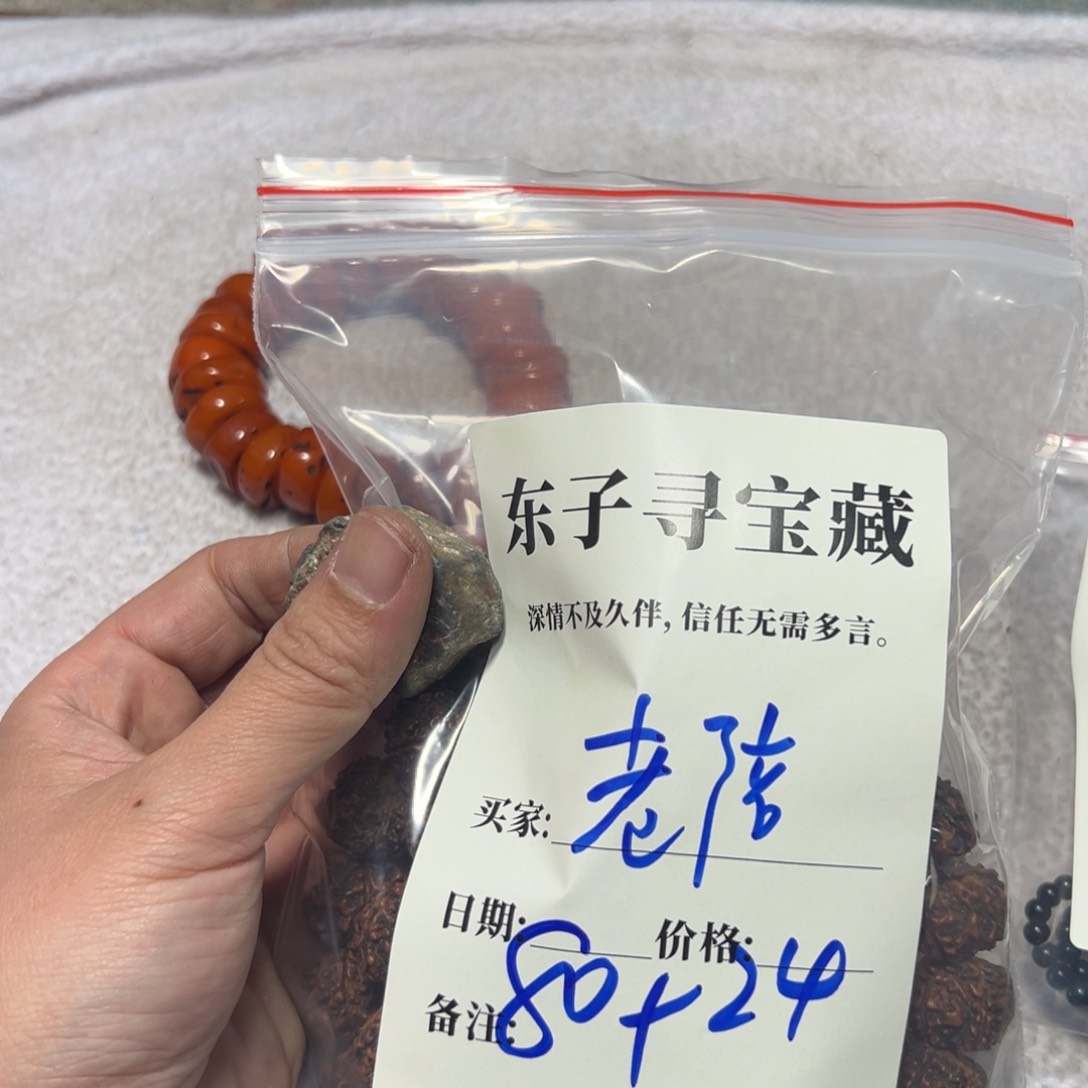 东子寻宝藏
深情不及久伴，信任无需多言。
买家: 老陪
日期: 价格:
备注: 80+24